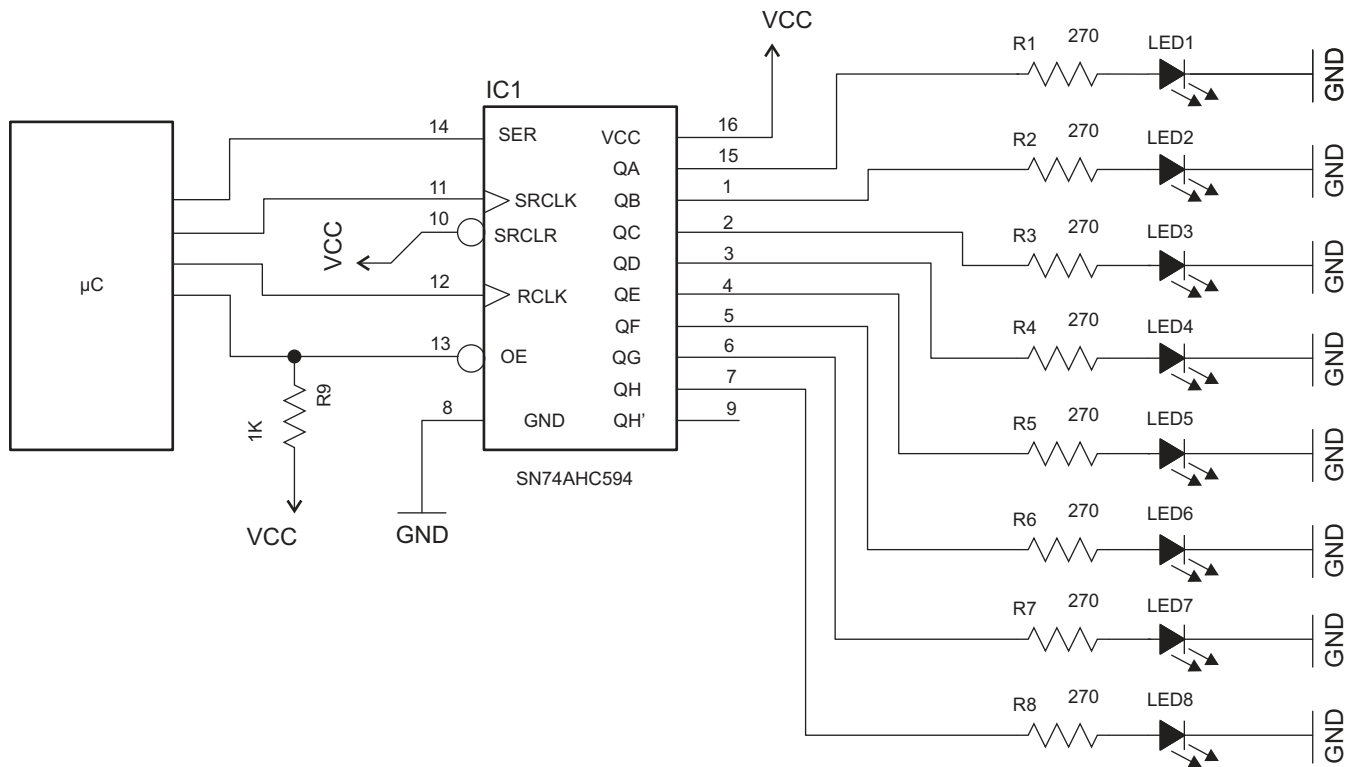 VCC
R1 270 LED1 GND
IC1
14 SER VCC 16
QA 15
R2 270 LED2 GND
11 SRCLK QB 1
10 SRCLR QC 2
VCC
R3 270 LED3 GND
QD 3
µC
12 RCLK QE 4
QF 5
R4 270 LED4 GND
13 OE QG 6
QH 7
R9
1K
8 GND QH' 9
R5 270 LED5 GND
SN74AHC594
VCC
GND
R6 270 LED6 GND
R7 270 LED7 GND
R8 270 LED8 GND